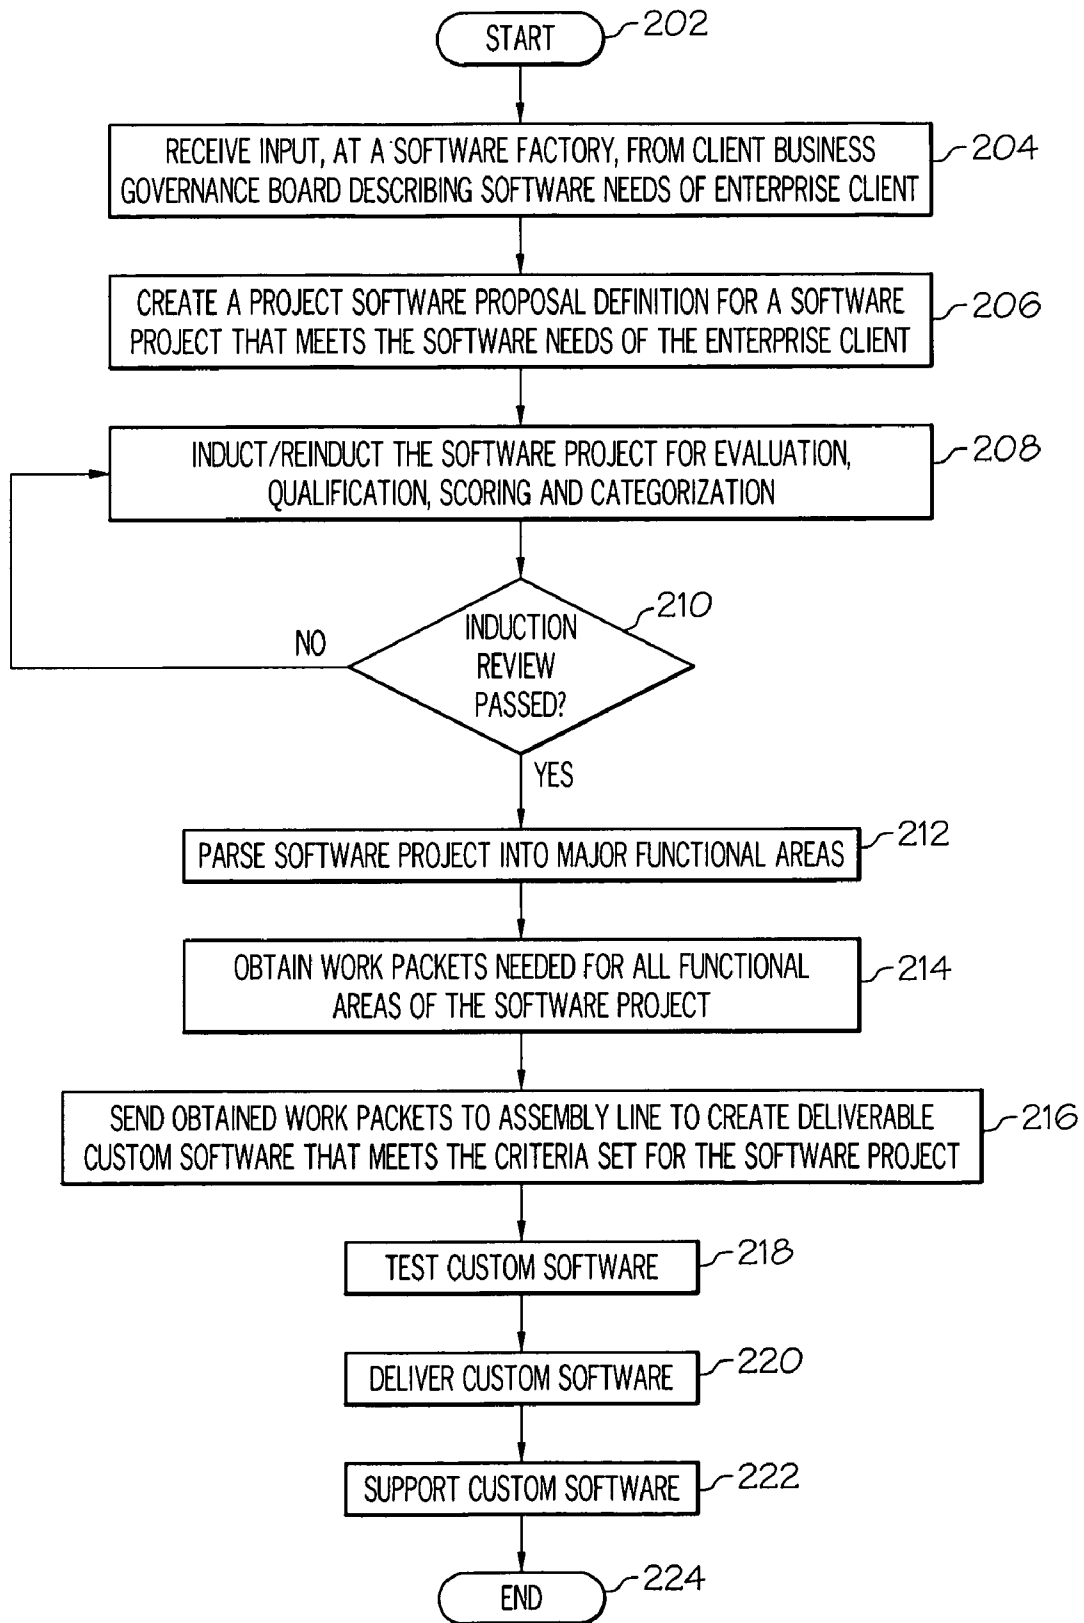 START
202
RECEIVE INPUT, AT A SOFTWARE FACTORY, FROM CLIENT BUSINESS
GOVERNANCE BOARD DESCRIBING SOFTWARE NEEDS OF ENTERPRISE CLIENT
204
CREATE A PROJECT SOFTWARE PROPOSAL DEFINITION FOR A SOFTWARE
PROJECT THAT MEETS THE SOFTWARE NEEDS OF THE ENTERPRISE CLIENT
206
INDUCT/REINDUCT THE SOFTWARE PROJECT FOR EVALUATION,
QUALIFICATION, SCORING AND CATEGORIZATION
208
INDUCTION
REVIEW
PASSED?
210
NO
YES
PARSE SOFTWARE PROJECT INTO MAJOR FUNCTIONAL AREAS
212
OBTAIN WORK PACKETS NEEDED FOR ALL FUNCTIONAL
AREAS OF THE SOFTWARE PROJECT
214
SEND OBTAINED WORK PACKETS TO ASSEMBLY LINE TO CREATE DELIVERABLE
CUSTOM SOFTWARE THAT MEETS THE CRITERIA SET FOR THE SOFTWARE PROJECT
216
TEST CUSTOM SOFTWARE
218
DELIVER CUSTOM SOFTWARE
220
SUPPORT CUSTOM SOFTWARE
222
END
224